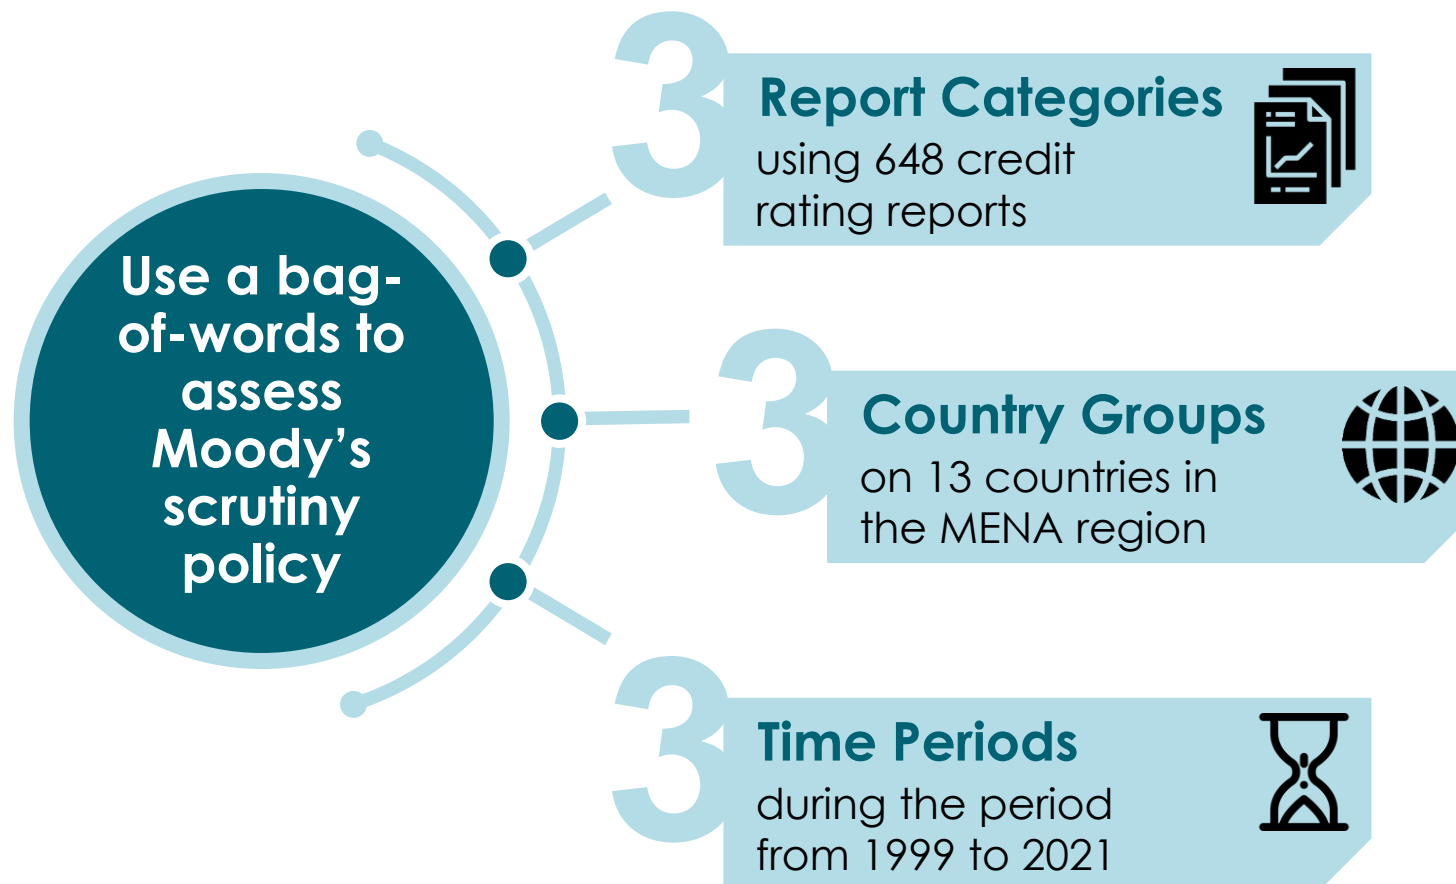 Use a bag-
of-words to
assess
Moody’s
scrutiny
policy
3
Report Categories
using 648 credit
rating reports
3
Country Groups
on 13 countries in
the MENA region
3
Time Periods
during the period
from 1999 to 2021